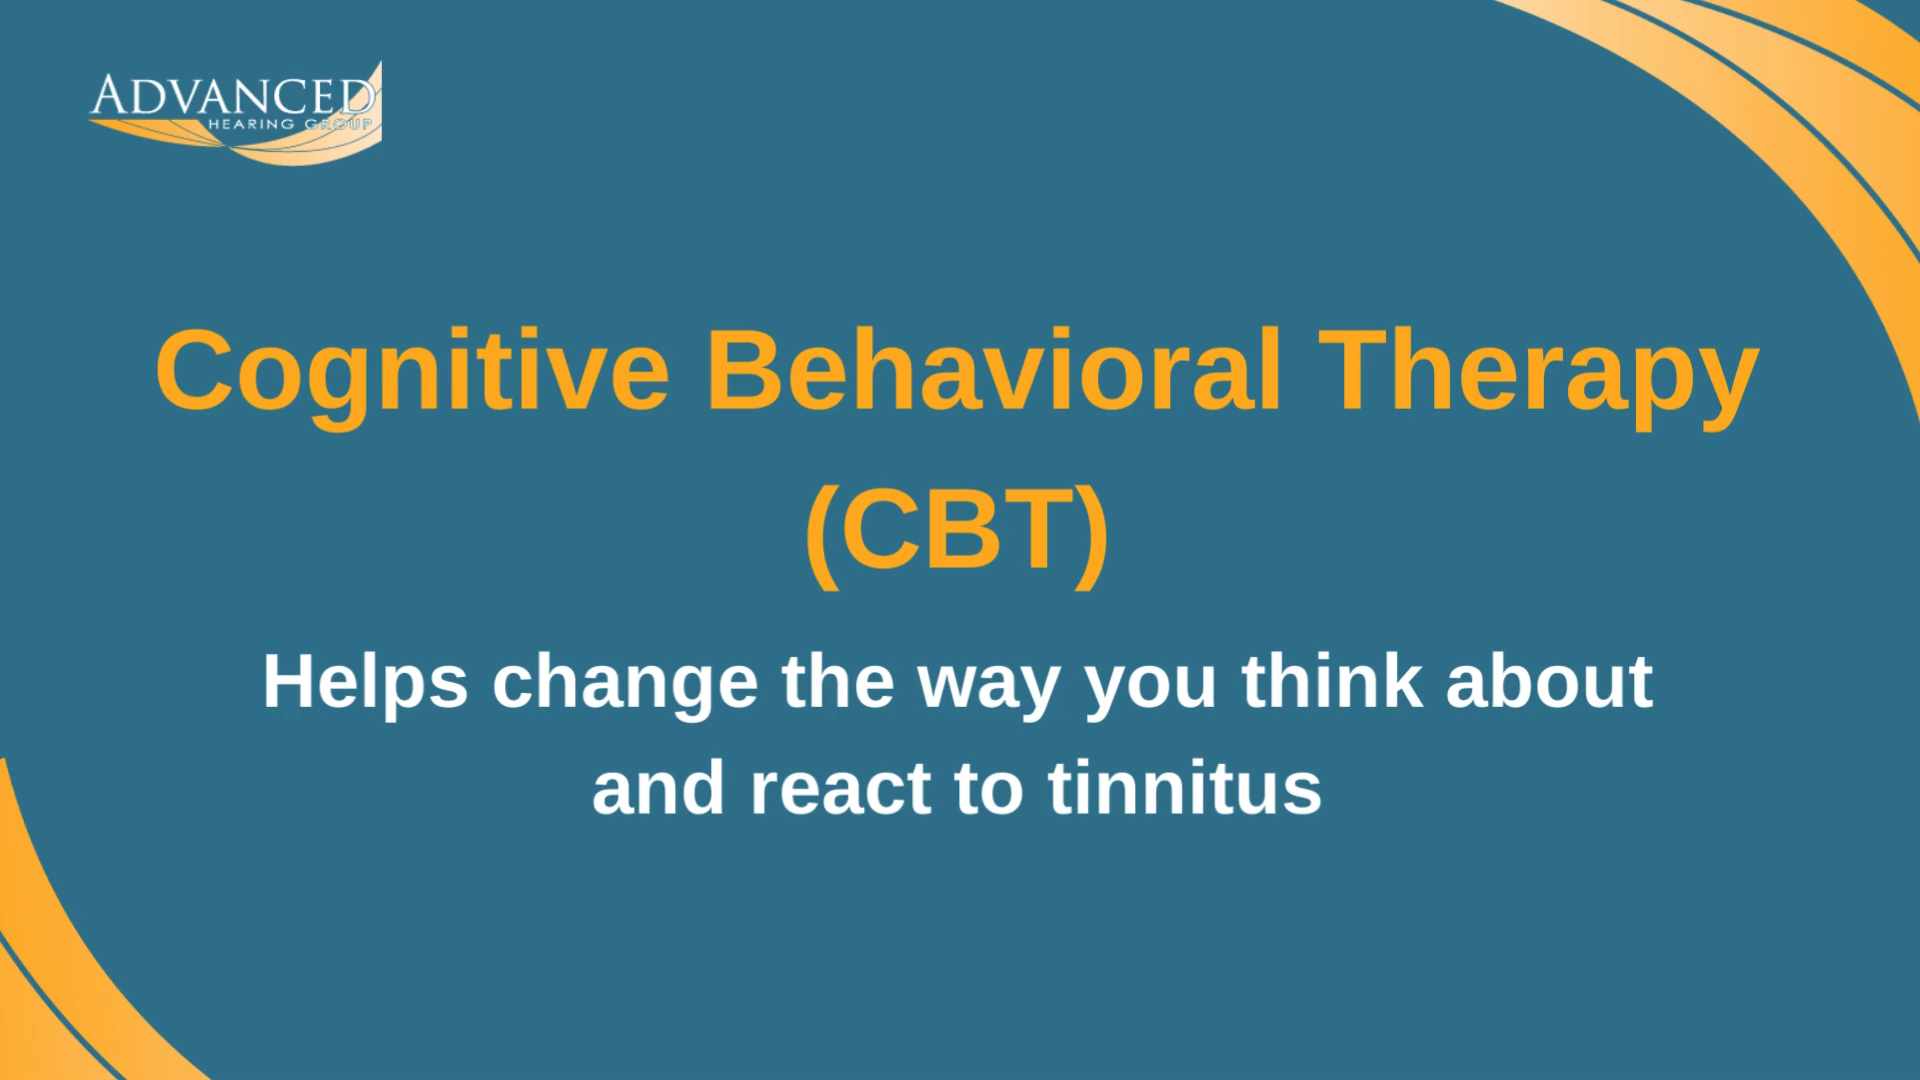 ADVANCED
HEARING GROUP
Cognitive Behavioral Therapy
(CBT)
Helps change the way you think about
and react to tinnitus